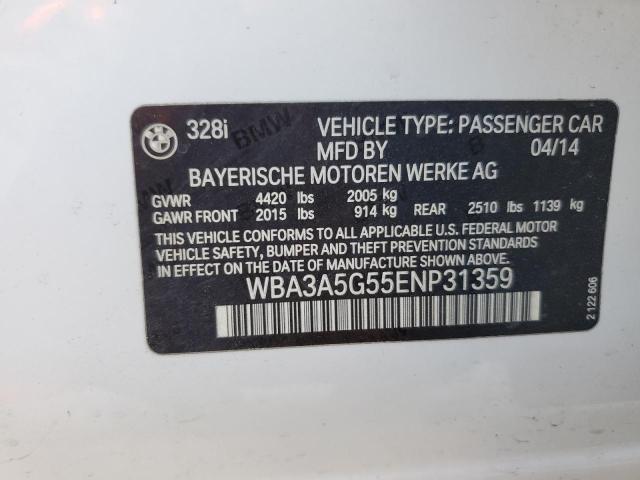 328i VEHICLE TYPE: PASSENGER CAR
MFD BY 04/14
BAYERISCHE MOTOREN WERKE AG
GVWR 4420 lbs 2005 kg
GAWR FRONT 2015 lbs 914 kg REAR 2510 lbs 1139 kg
THIS VEHICLE CONFORMS TO ALL APPLICABLE U.S. FEDERAL MOTOR
VEHICLE SAFETY, BUMPER AND THEFT PREVENTION STANDARDS IN
EFFECT ON THE DATE OF MANUFACTURE SHOWN ABOVE.
WBA3A5G55ENP31359
2 122 606
BMW